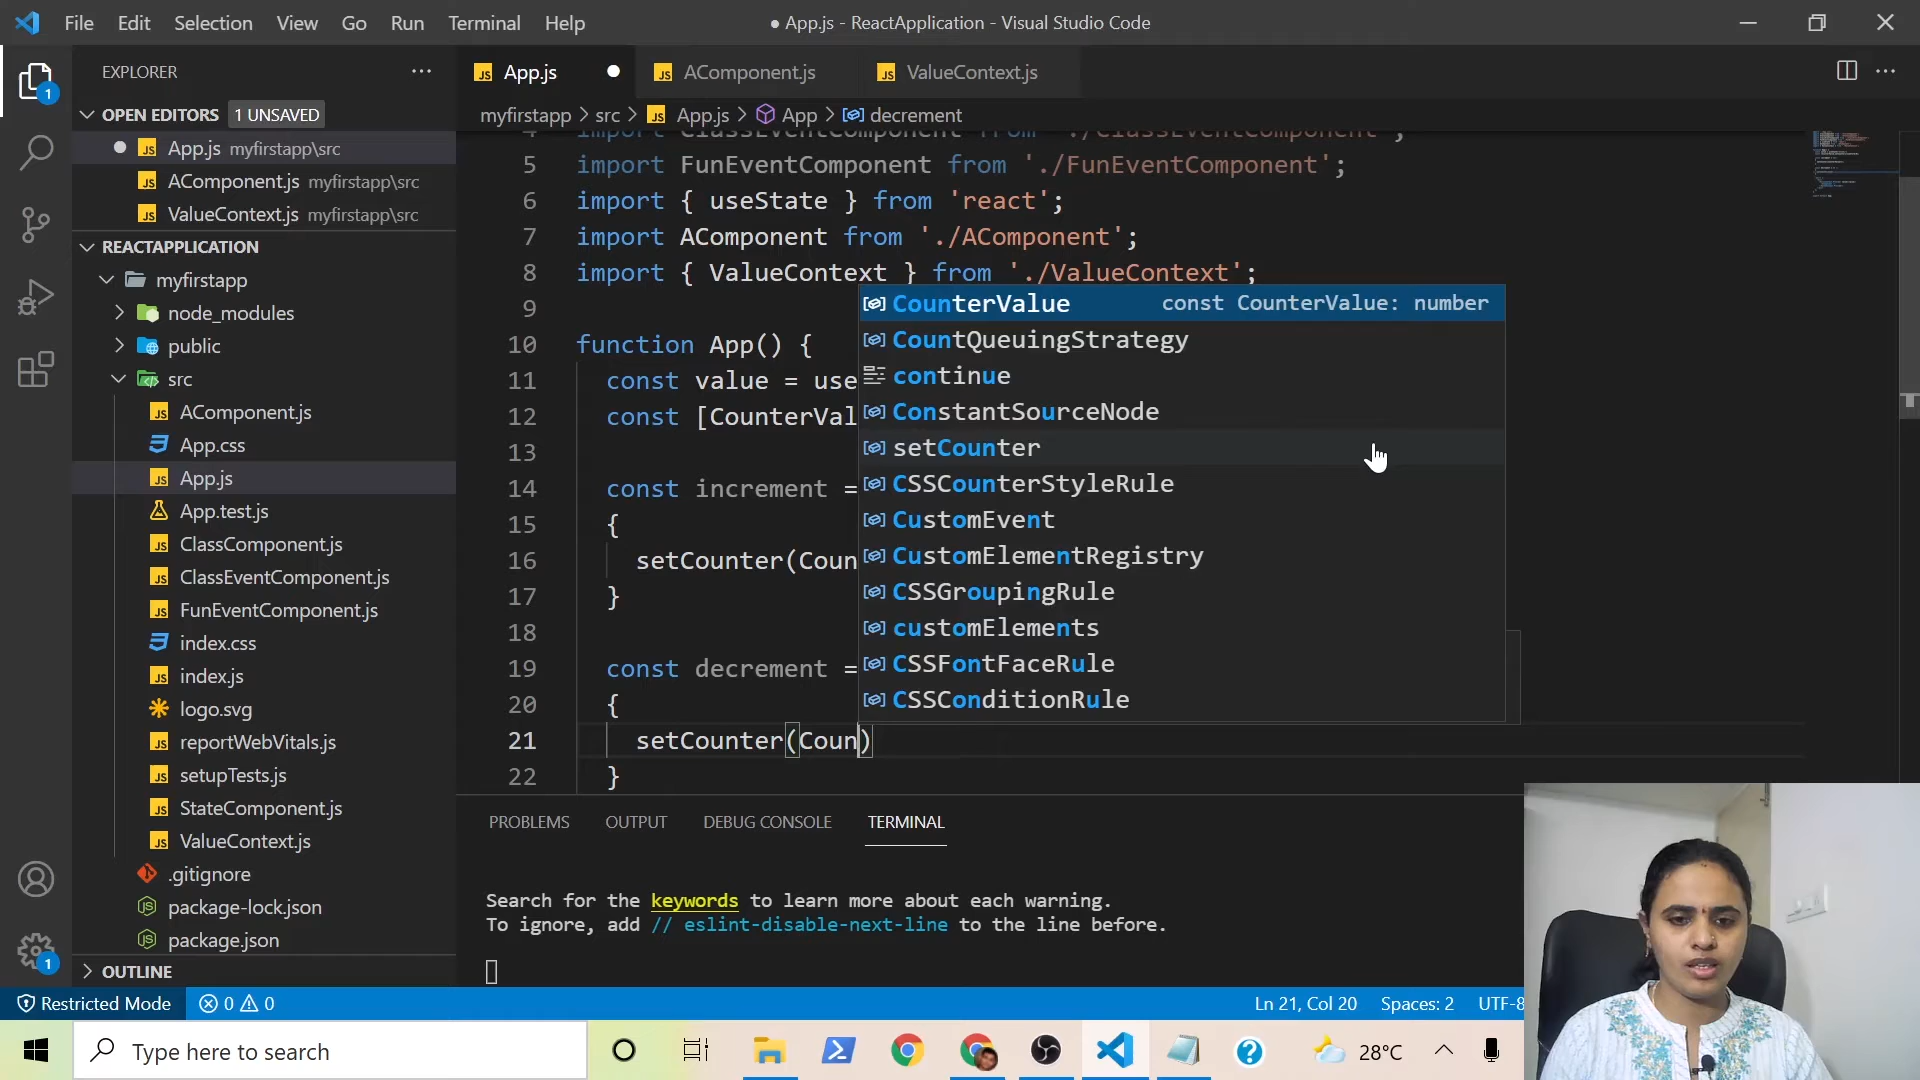 File Edit Selection View Go Run Terminal Help
● App.js - ReactApplication - Visual Studio Code
EXPLORER
OPEN EDITORS 1 UNSAVED
App.js myfirstapp\src
AComponent.js myfirstapp\src
ValueContext.js myfirstapp\src
REACTAPPLICATION
myfirstapp
node_modules
public
src
AComponent.js
App.css
App.js
App.test.js
ClassComponent.js
ClassEventComponent.js
FunEventComponent.js
index.css
index.js
logo.svg
reportWebVitals.js
setupTests.js
StateComponent.js
ValueContext.js
.gitignore
package-lock.json
package.json
OUTLINE
App.js AComponent.js ValueContext.js
myfirstapp > src > App.js > App > decrement
4 import ClassEventComponent from './ClassEventComponent';
5 import FunEventComponent from './FunEventComponent';
6 import { useState } from 'react';
7 import AComponent from './AComponent';
8 import { ValueContext } from './ValueContext';
9
10 function App() {
11 const value = use
12 const [CounterVal
13
14 const increment =
15 {
16 setCounter(Coun
17 }
18
19 const decrement =
20 {
21 setCounter(Coun)
22 }
CounterValue const CounterValue: number
CountQueuingStrategy
continue
ConstantSourceNode
setCounter
CSSCounterStyleRule
CustomEvent
CustomElementRegistry
CSSGroupingRule
customElements
CSSFontFaceRule
CSSConditionRule
PROBLEMS OUTPUT DEBUG CONSOLE TERMINAL
Search for the keywords to learn more about each warning.
To ignore, add // eslint-disable-next-line to the line before.
1
1
Restricted Mode 0 0 Ln 21, Col 20 Spaces: 2 UTF-8
Type here to search 28°C